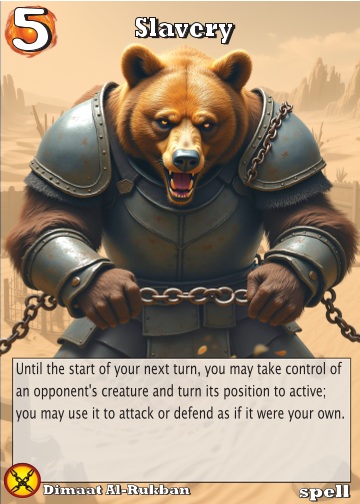 5
Slavery
Until the start of your next turn, you may take control of
an opponent's creature and turn its position to active;
you may use it to attack or defend as if it were your own.
Dimaat Al-Rukban
spell